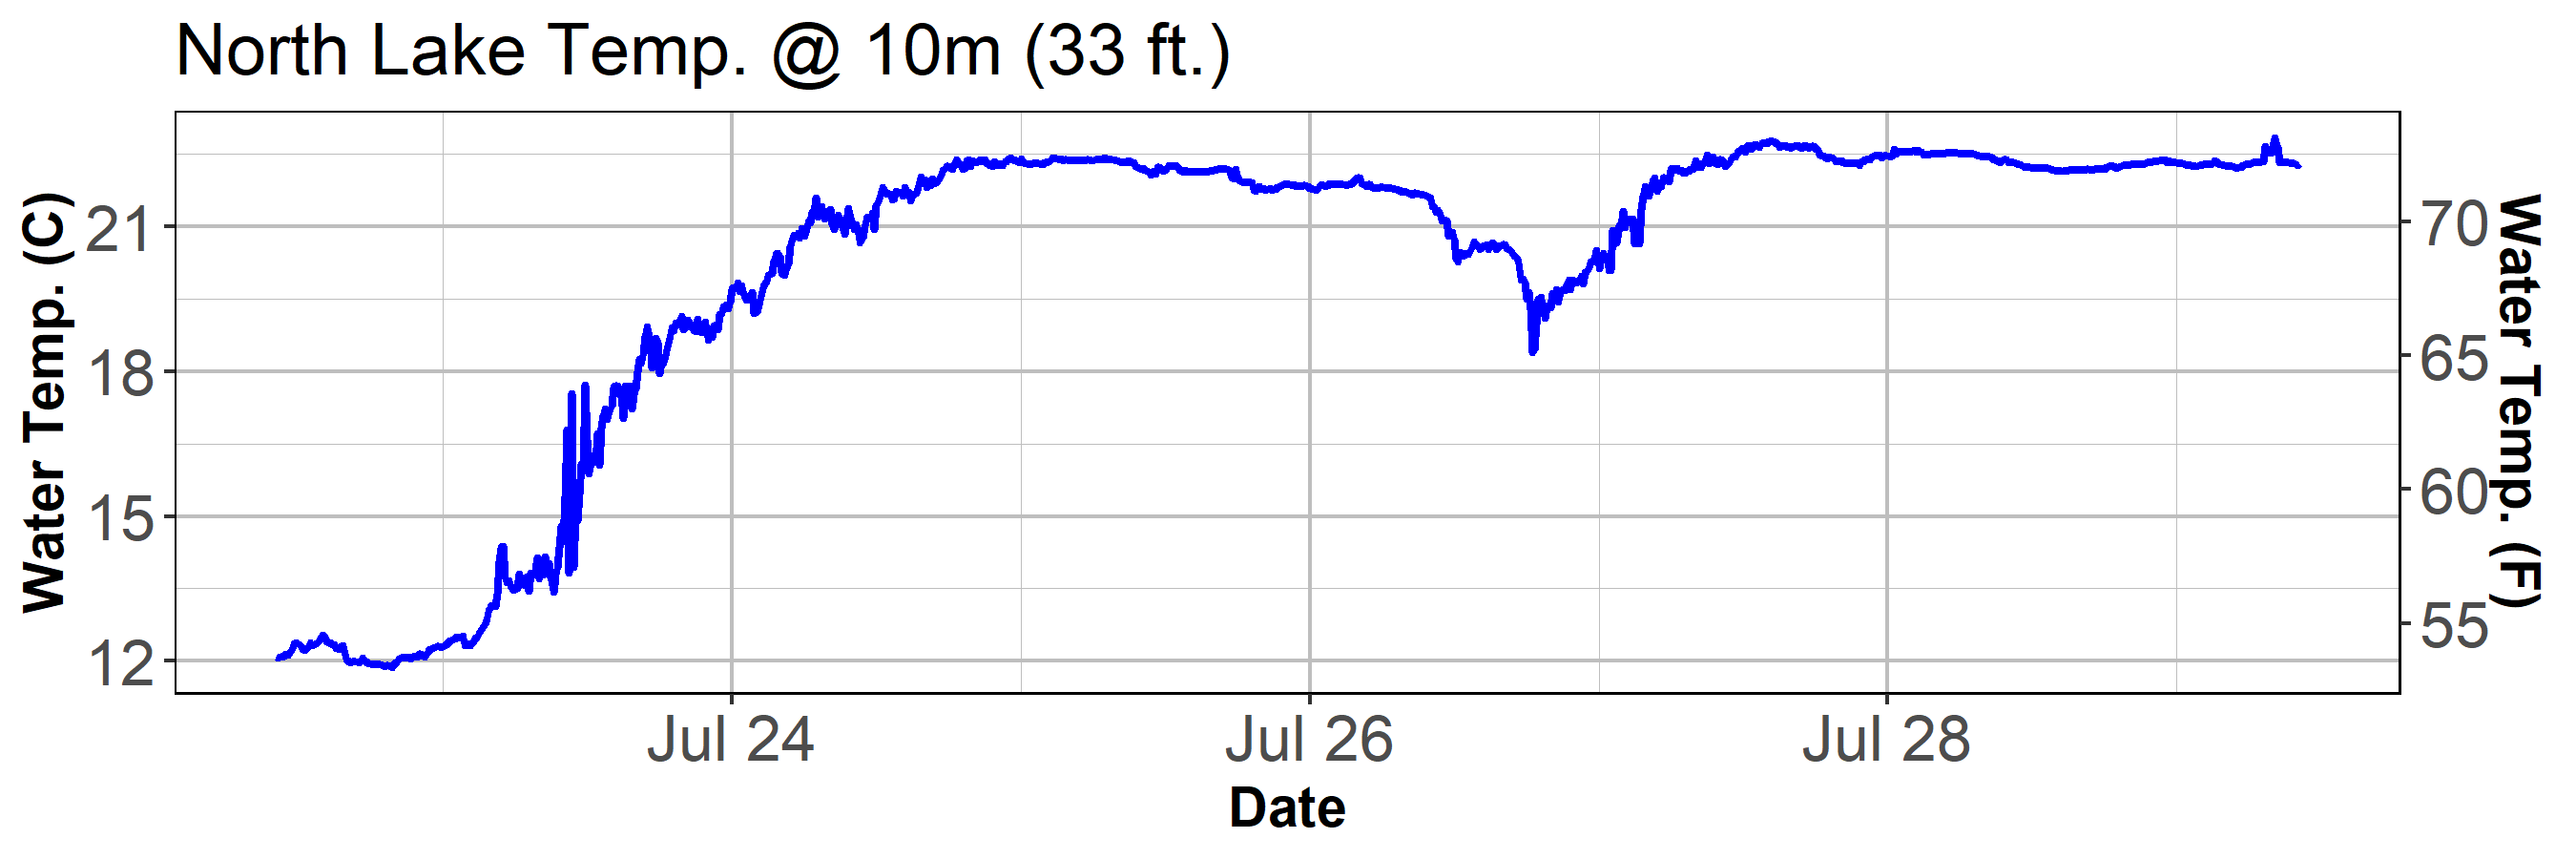 North Lake Temp. @ 10m (33 ft.)
Water Temp. (C)
21
18
15
12
70
65
60
55
Water Temp. (F)
Jul 24 Jul 26 Jul 28
Date